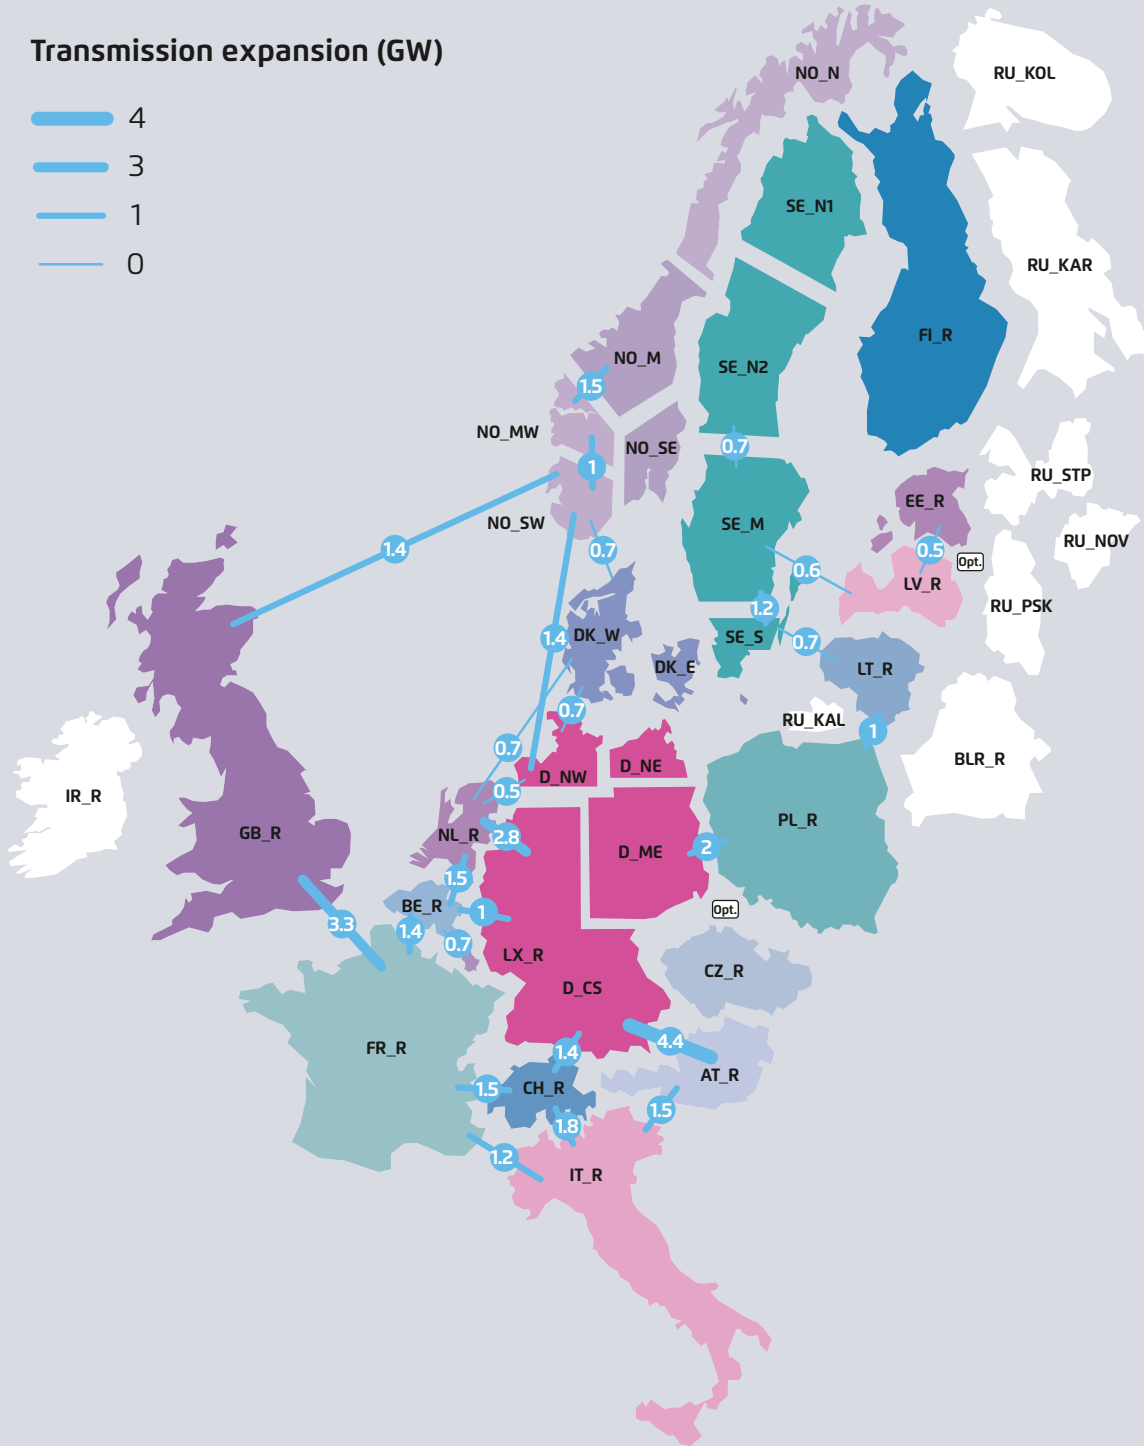 Transmission expansion (GW)
4
3
1
0
NO_N
RU_KOL
SE_N1
RU_KAR
FI_R
NO_M
SE_N2
1.5
NO_MW
NO_SE
0.7
1
RU_STP
EE_R
NO_SW
SE_M
RU_NOV
1.4
0.7
0.5
Opt.
0.6
LV_R
RU_PSK
1.2
DK_W
1.4
SE_S
0.7
DK_E
LT_R
0.7
RU_KAL
1
0.7
BLR_R
D_NE
D_NW
0.5
IR_R
PL_R
GB_R
NL_R
2.8
2
D_ME
1.5
BE_R
1
Opt.
3.3
1.4
0.7
LX_R
CZ_R
D_CS
4.4
FR_R
1.4
AT_R
1.5
CH_R
1.5
1.8
1.2
IT_R